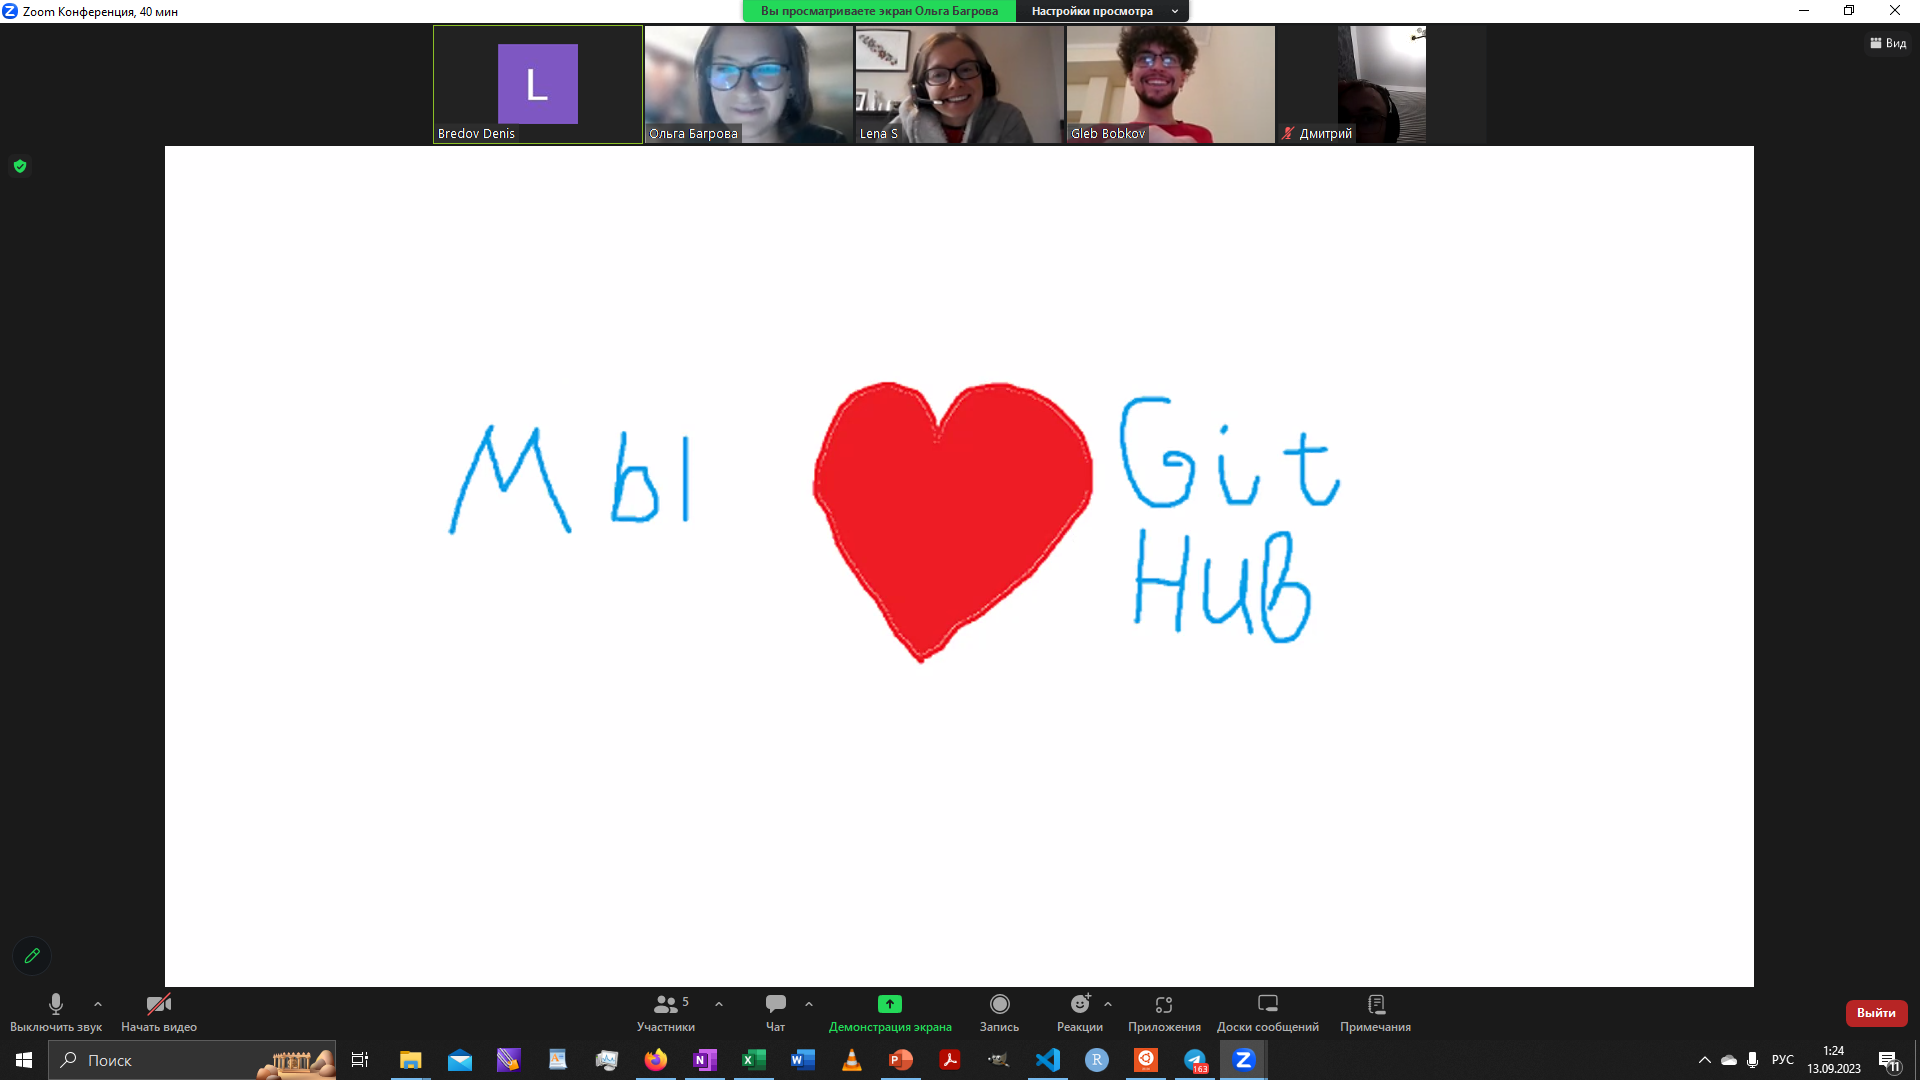 Zoom Конференция, 40 мин
Вы просматриваете экран Ольга Багрова
Настройки просмотра
Вид
L
Bredov Denis
Ольга Багрова
Lena S
Gleb Bobkov
Дмитрий
Мы
Git
Hub
Выключить звук
Начать видео
5
Участники
Чат
Демонстрация экрана
Запись
Реакции
Приложения
Доски сообщений
Примечания
Выйти
Поиск
163
РУС
1:24
13.09.2023
11